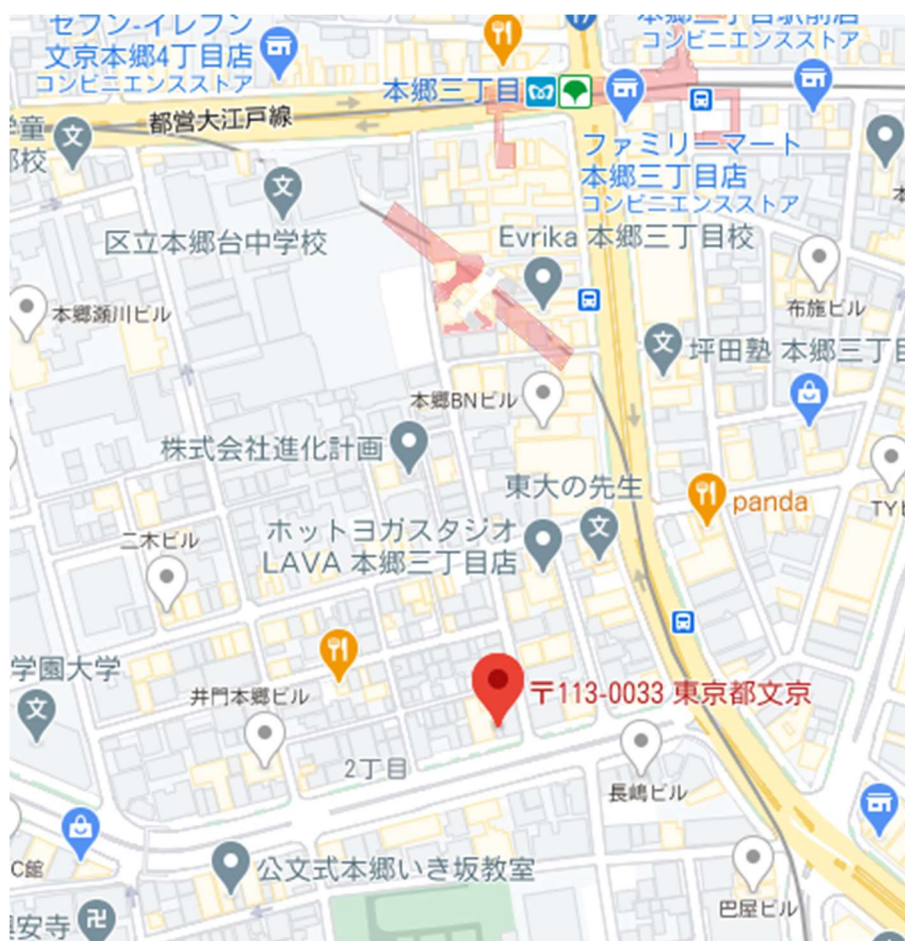 セブン-イレブン
文京本郷4丁目店
コンビニエンスストア
本郷三丁目駅前店
コンビニエンスストア
本郷三丁目
都営大江戸線
ファミリーマート
本郷三丁目店
コンビニエンスストア
区立本郷台中学校
Evrika 本郷三丁目校
本郷瀬川ビル
布施ビル
坪田塾 本郷三丁目
本郷BNビル
株式会社進化計画
東大の先生
panda
ホットヨガスタジオ
LAVA 本郷三丁目店
二木ビル
学園大学
〒113-0033 東京都文京
井門本郷ビル
2丁目
長嶋ビル
公文式本郷いき坂教室
巴屋ビル
C館
安寺